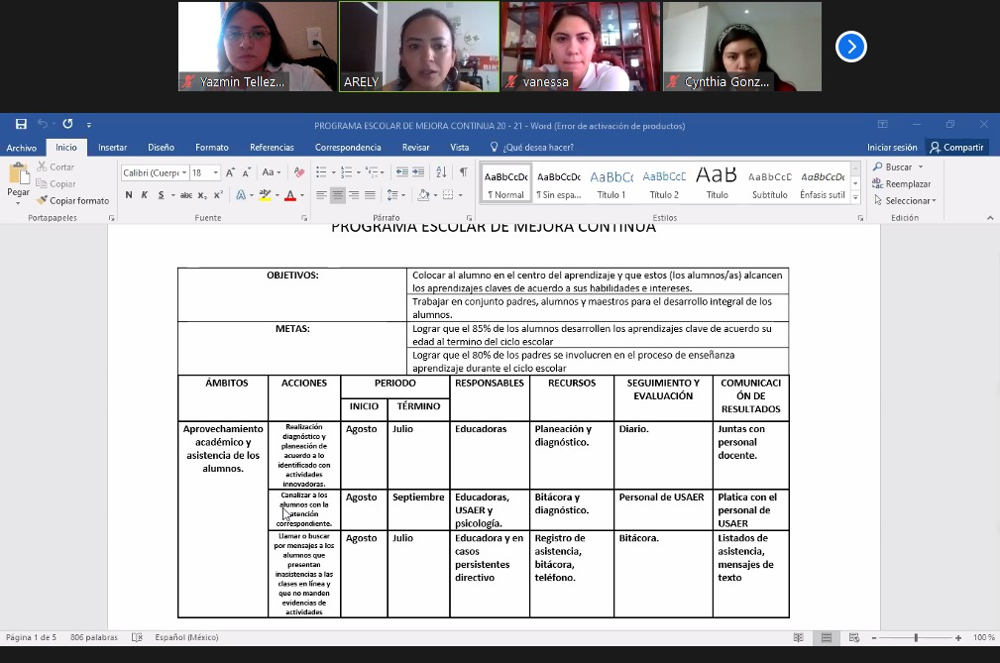 Yazmin Tellez...
ARELY
vanessa
Cynthia Gonz...
PROGRAMA ESCOLAR DE MEJORA CONTINUA 20 - 21 - Word (Error de activación de productos)
Archivo Inicio Insertar Diseño Formato Referencias Correspondencia Revisar Vista ¿Qué desea hacer? Iniciar sesión Compartir
Pegar
Cortar
Copiar
Copiar formato
Portapapeles
Calibri (Cuerpo 18
Fuente
Párrafo
AaBbCcDc AaBbCcDc AaBbCc AaBbCcE AaB AaBbCcD AaBbCcDc
¶ Normal ¶ Sin espa... Título 1 Título 2 Título Subtítulo Énfasis sutil
Estilos
Buscar
Reemplazar
Seleccionar
Edición
PROGRAMA ESCOLAR DE MEJORA CONTINUA
OBJETIVOS:
Colocar al alumno en el centro del aprendizaje y que estos (los alumnos/as) alcancen
los aprendizajes claves de acuerdo a sus habilidades e intereses.
Trabajar en conjunto padres, alumnos y maestros para el desarrollo integral de los
alumnos.
METAS:
Lograr que el 85% de los alumnos desarrollen los aprendizajes clave de acuerdo su
edad al termino del ciclo escolar
Lograr que el 80% de los padres se involucren en el proceso de enseñanza
aprendizaje durante el ciclo escolar
ÁMBITOS
ACCIONES
PERIODO
INICIO
TÉRMINO
RESPONSABLES
RECURSOS
SEGUIMIENTO Y
EVALUACIÓN
COMUNICACI
ÓN DE
RESULTADOS
Aprovechamiento
académico y
asistencia de los
alumnos.
Realización
diagnóstico y
planeación de
acuerdo a lo
identificado con
actividades
innovadoras.
Agosto
Julio
Educadoras
Planeación y
diagnóstico.
Diario.
Juntas con
personal
docente.
Canalizar a los
alumnos con la
atención
correspondiente.
Agosto
Septiembre
Educadoras,
USAER y
psicología.
Bitácora y
diagnóstico.
Personal de USAER
Platica con el
personal de
USAER
Llamar o buscar
por mensajes a los
alumnos que
presentan
inasistencias a las
clases en línea y
que no manden
evidencias de
actividades
Agosto
Julio
Educadora y en
casos
persistentes
directivo
Registro de
asistencia,
bitácora,
teléfono.
Bitácora.
Listados de
asistencia,
mensajes de
texto
Página 1 de 5 806 palabras Español (México) 100 %